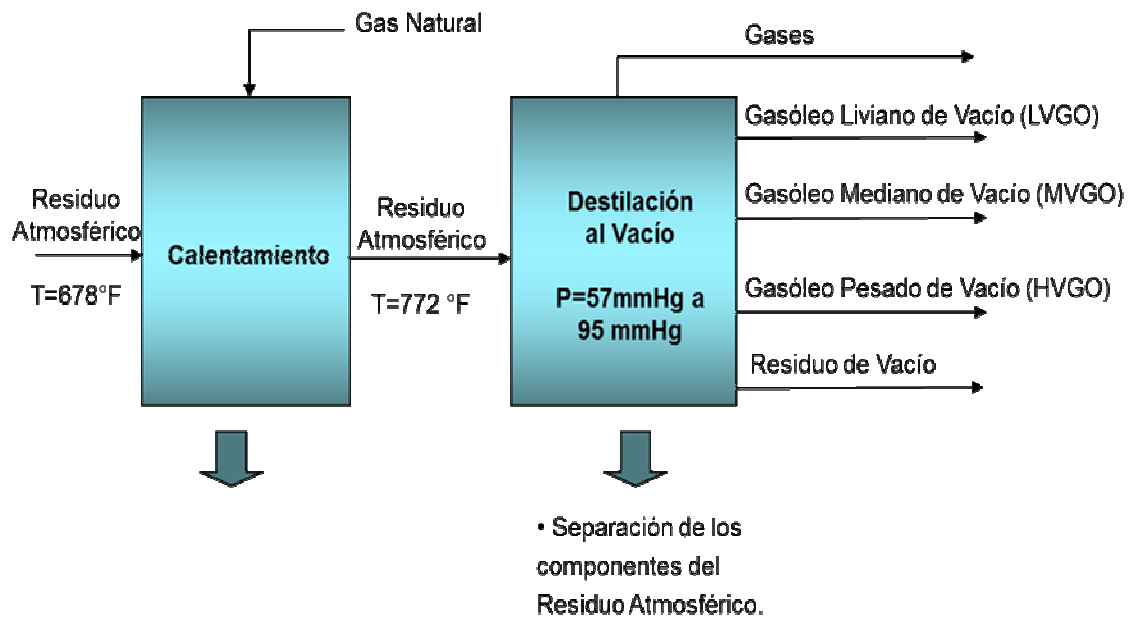 Gas Natural
Residuo
Atmosférico
T=678°F
Calentamiento
Residuo
Atmosférico
T=772 °F
Destilación
al Vacío
P=57mmHg a
95 mmHg
Gases
Gasóleo Liviano de Vacío (LVGO)
Gasóleo Mediano de Vacío (MVGO)
Gasóleo Pesado de Vacío (HVGO)
Residuo de Vacío
• Separación de los
componentes del
Residuo Atmosférico.